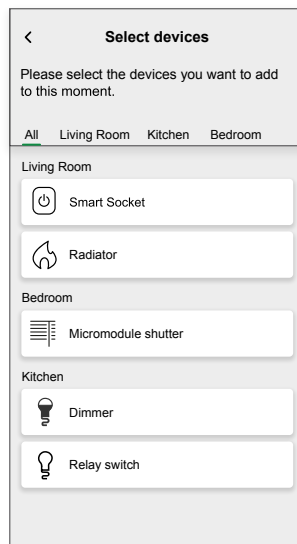 Select devices
Please select the devices you want to add
to this moment.
All Living Room Kitchen Bedroom
Living Room
Smart Socket
Radiator
Bedroom
Micromodule shutter
Kitchen
Dimmer
Relay switch